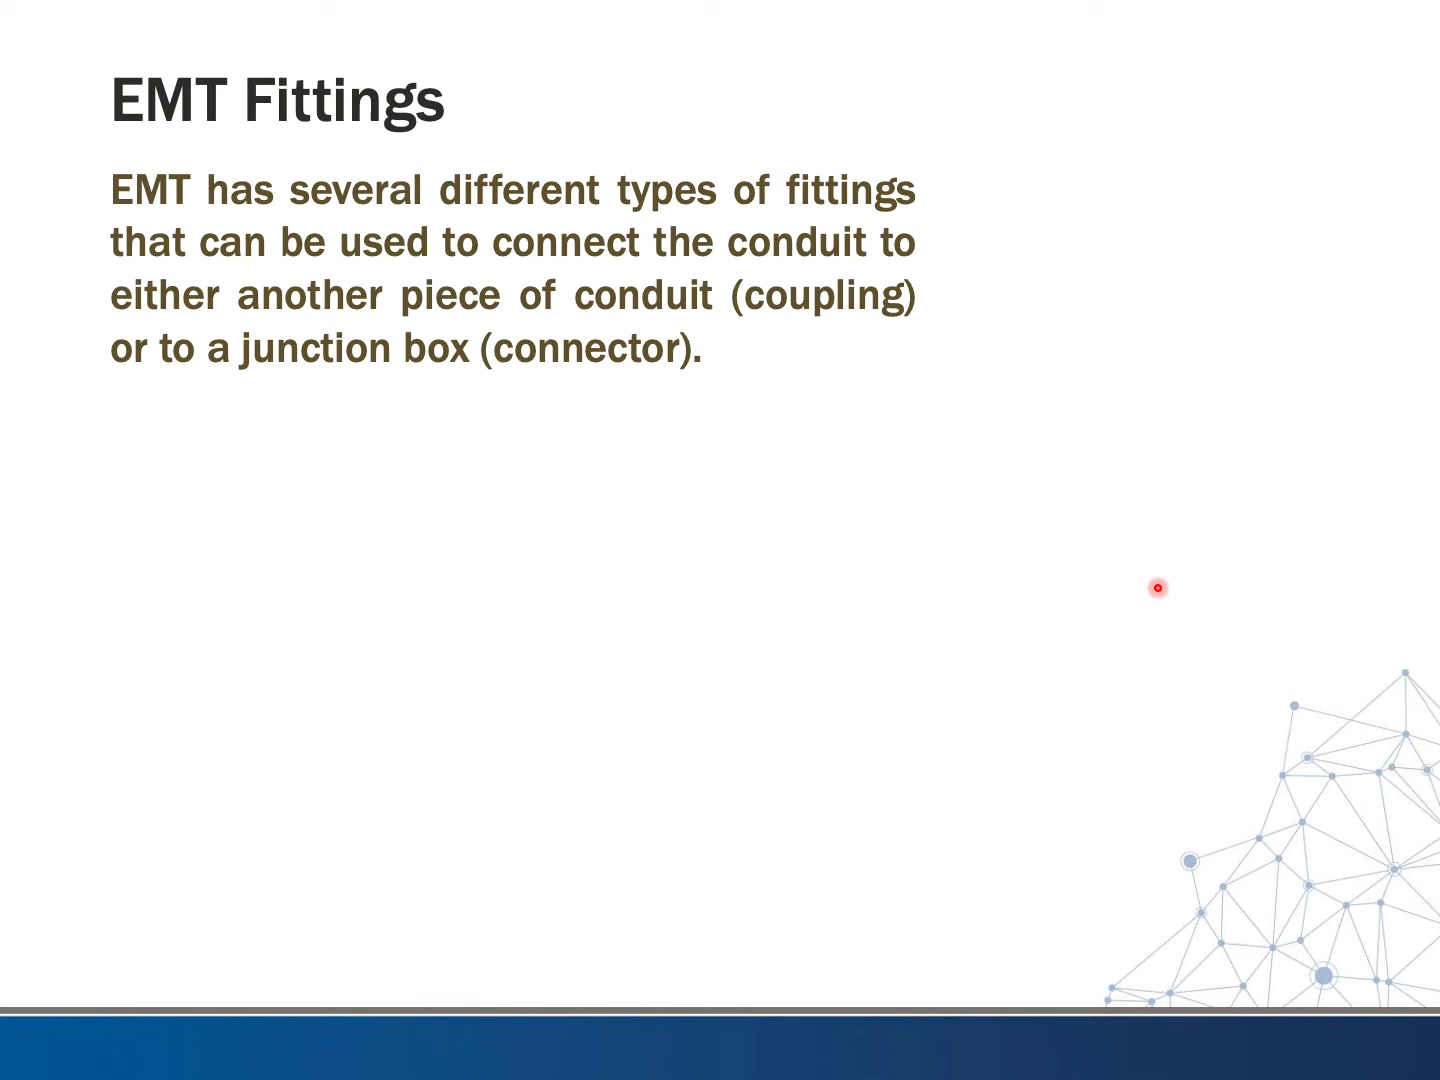 EMT Fittings
EMT has several different types of fittings
that can be used to connect the conduit to
either another piece of conduit (coupling)
or to a junction box (connector).